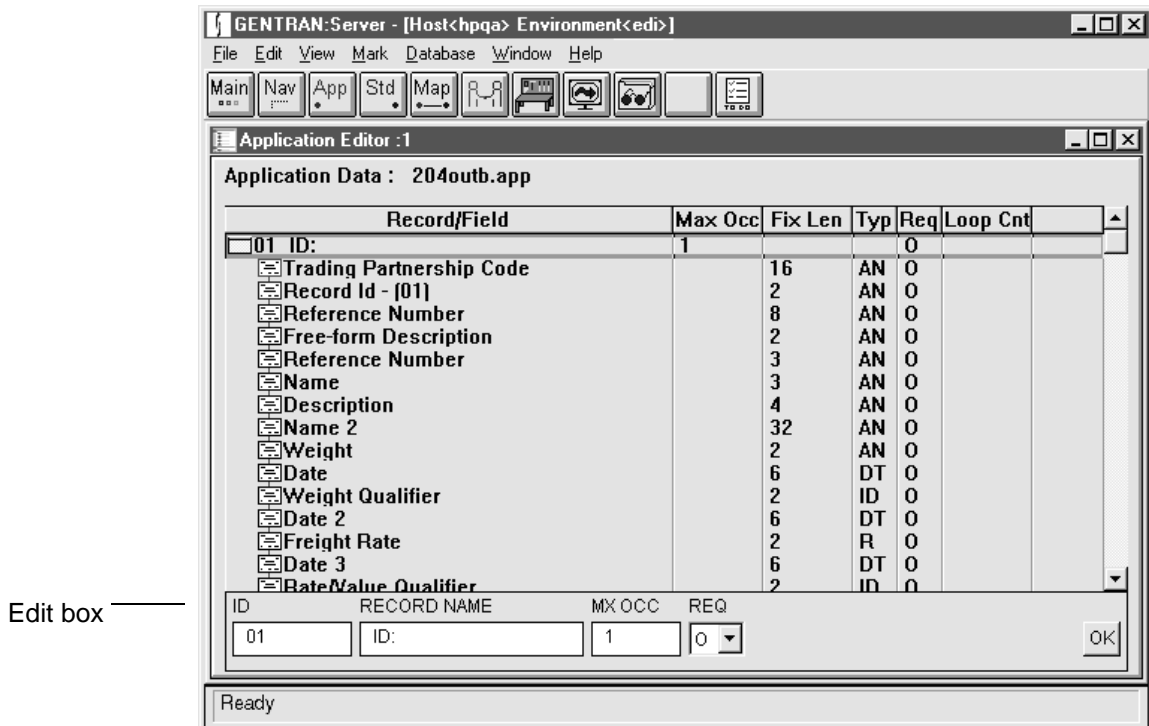 GENTRAN:Server - [Host<hpqa> Environment<edi>]
File Edit View Mark Database Window Help
Main Nav App Std Map TO DO
Application Editor :1
Application Data : 204outb.app
Record/Field Max Occ Fix Len Typ Req Loop Cnt
01 ID: 1 O
Trading Partnership Code 16 AN O
Record Id - (01) 2 AN O
Reference Number 8 AN O
Free-form Description 2 AN O
Reference Number 3 AN O
Name 3 AN O
Description 4 AN O
Name 2 32 AN O
Weight 2 AN O
Date 6 DT O
Weight Qualifier 2 ID O
Date 2 6 DT O
Freight Rate 2 R O
Date 3 6 DT O
Rate/Value Qualifier 2 ID O
Edit box
ID RECORD NAME MX OCC REQ
01 ID: 1 O OK
Ready